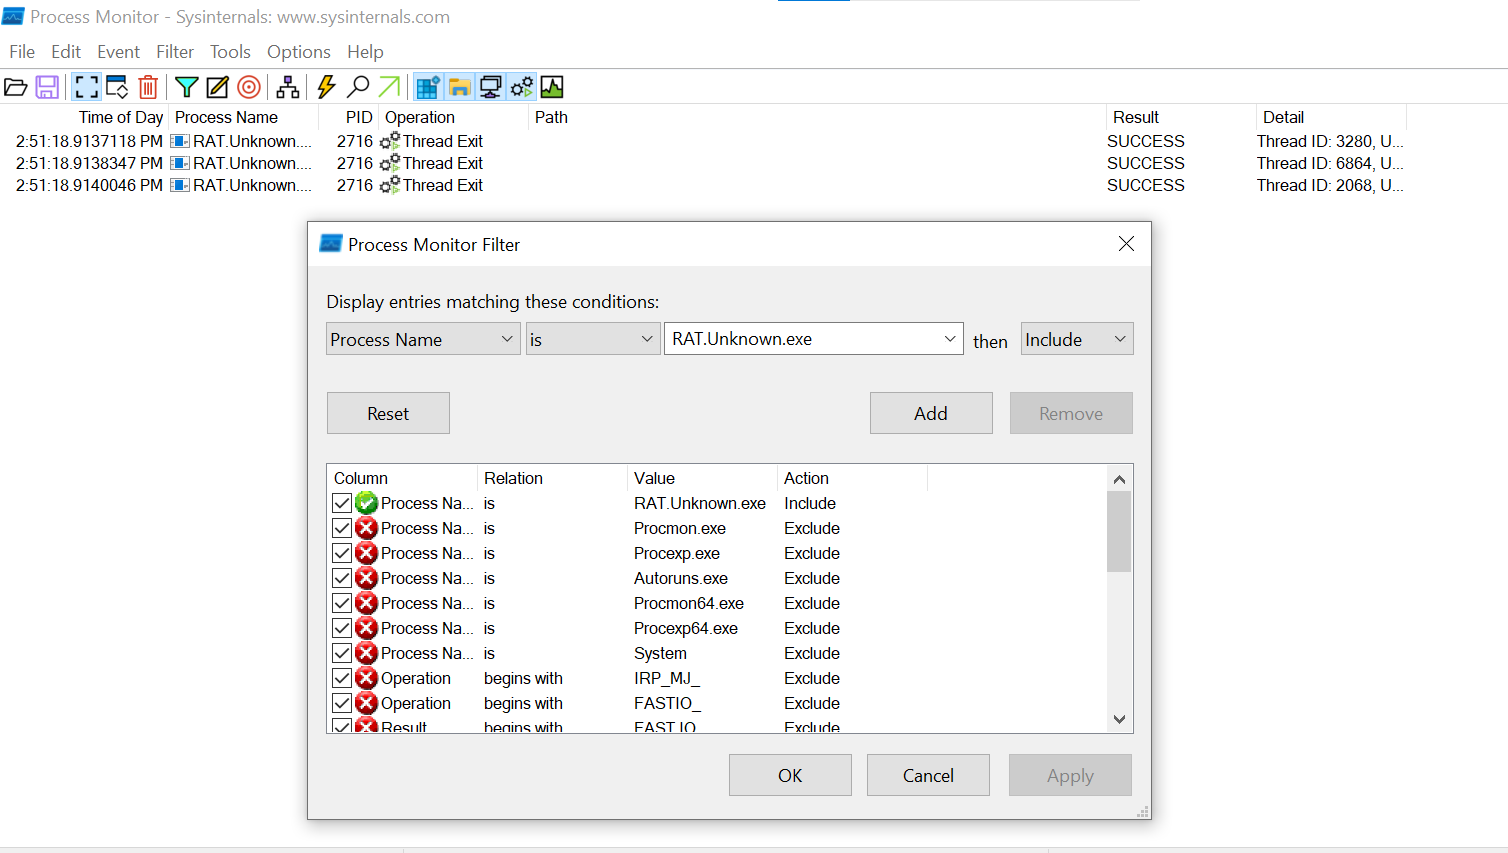 Process Monitor - Sysinternals: www.sysinternals.com
File Edit Event Filter Tools Options Help
Time of Day Process Name PID Operation Path Result Detail
2:51:18.9137118 PM RAT.Unknown.... 2716 Thread Exit SUCCESS Thread ID: 3280, U...
2:51:18.9138347 PM RAT.Unknown.... 2716 Thread Exit SUCCESS Thread ID: 6864, U...
2:51:18.9140046 PM RAT.Unknown.... 2716 Thread Exit SUCCESS Thread ID: 2068, U...
Process Monitor Filter
Display entries matching these conditions:
Process Name is RAT.Unknown.exe then Include
Reset Add Remove
Column Relation Value Action
Process Na... is RAT.Unknown.exe Include
Process Na... is Procmon.exe Exclude
Process Na... is Procexp.exe Exclude
Process Na... is Autoruns.exe Exclude
Process Na... is Procmon64.exe Exclude
Process Na... is Procexp64.exe Exclude
Process Na... is System Exclude
Operation begins with IRP_MJ_ Exclude
Operation begins with FASTIO_ Exclude
Result begins with FAST IO Exclude
OK Cancel Apply